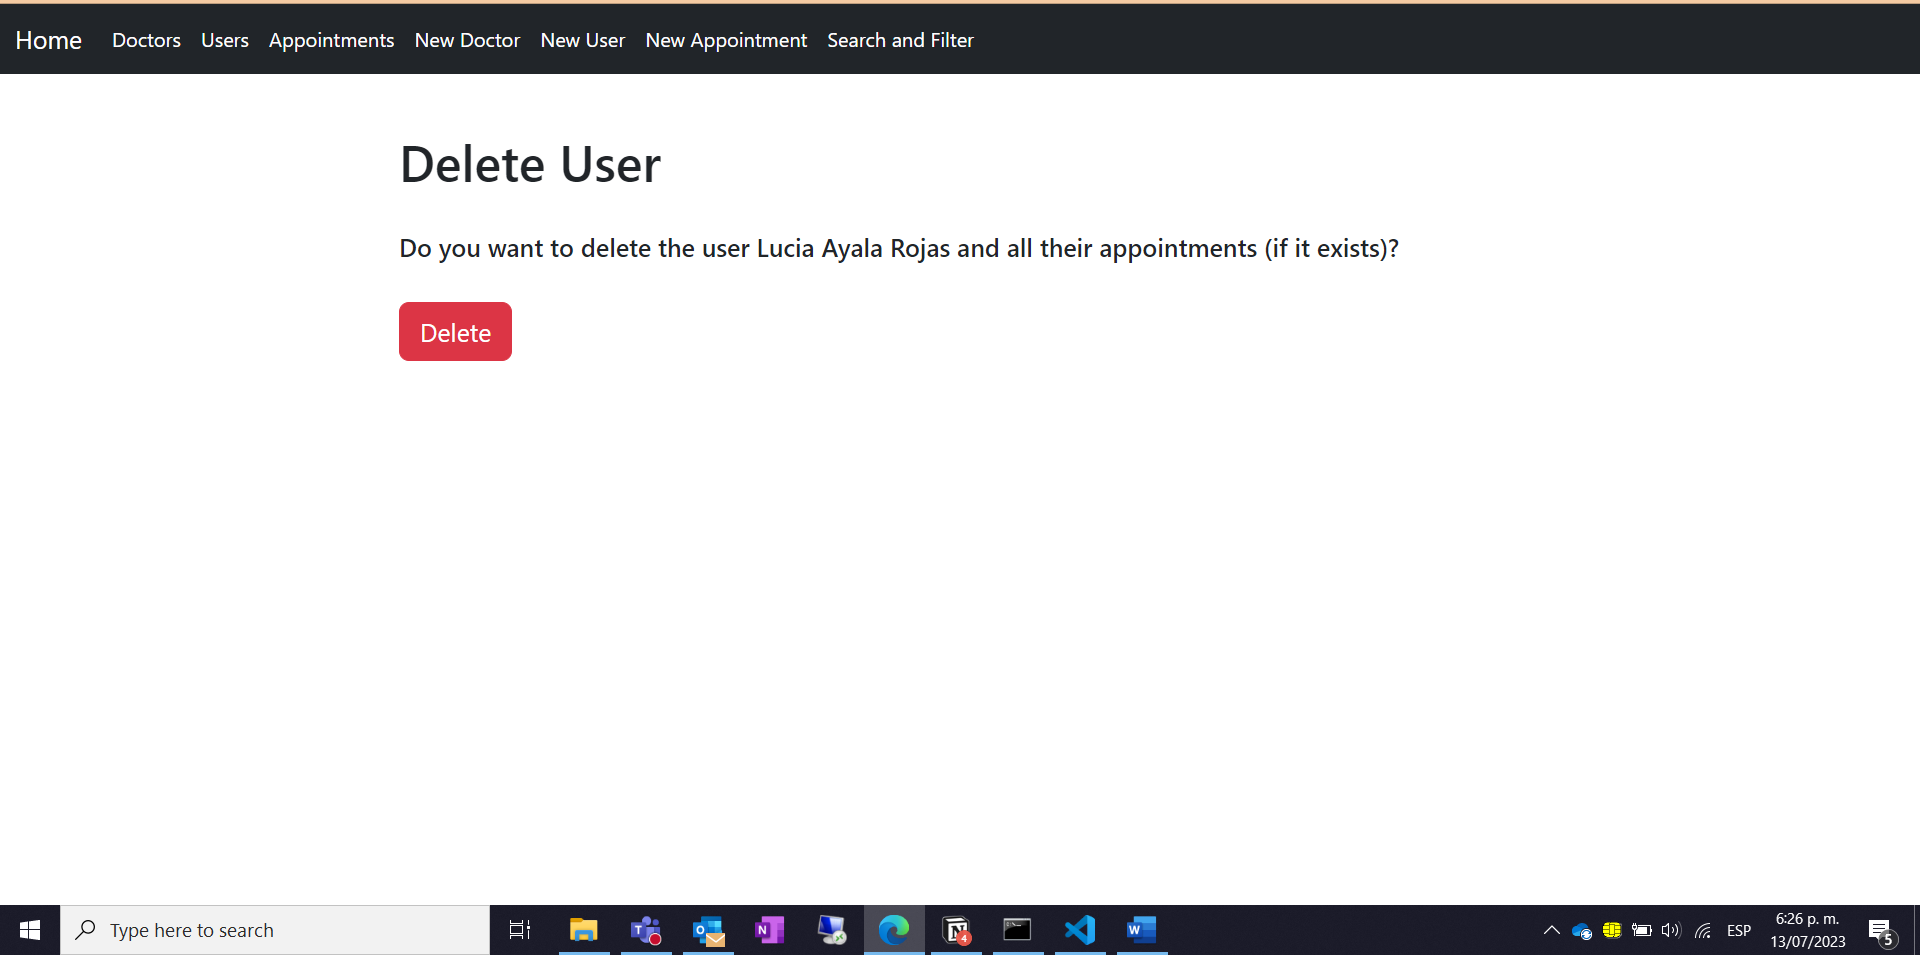 Home Doctors Users Appointments New Doctor New User New Appointment Search and Filter
Delete User
Do you want to delete the user Lucia Ayala Rojas and all their appointments (if it exists)?
Delete
Type here to search
ESP
6:26 p. m.
13/07/2023
5
4